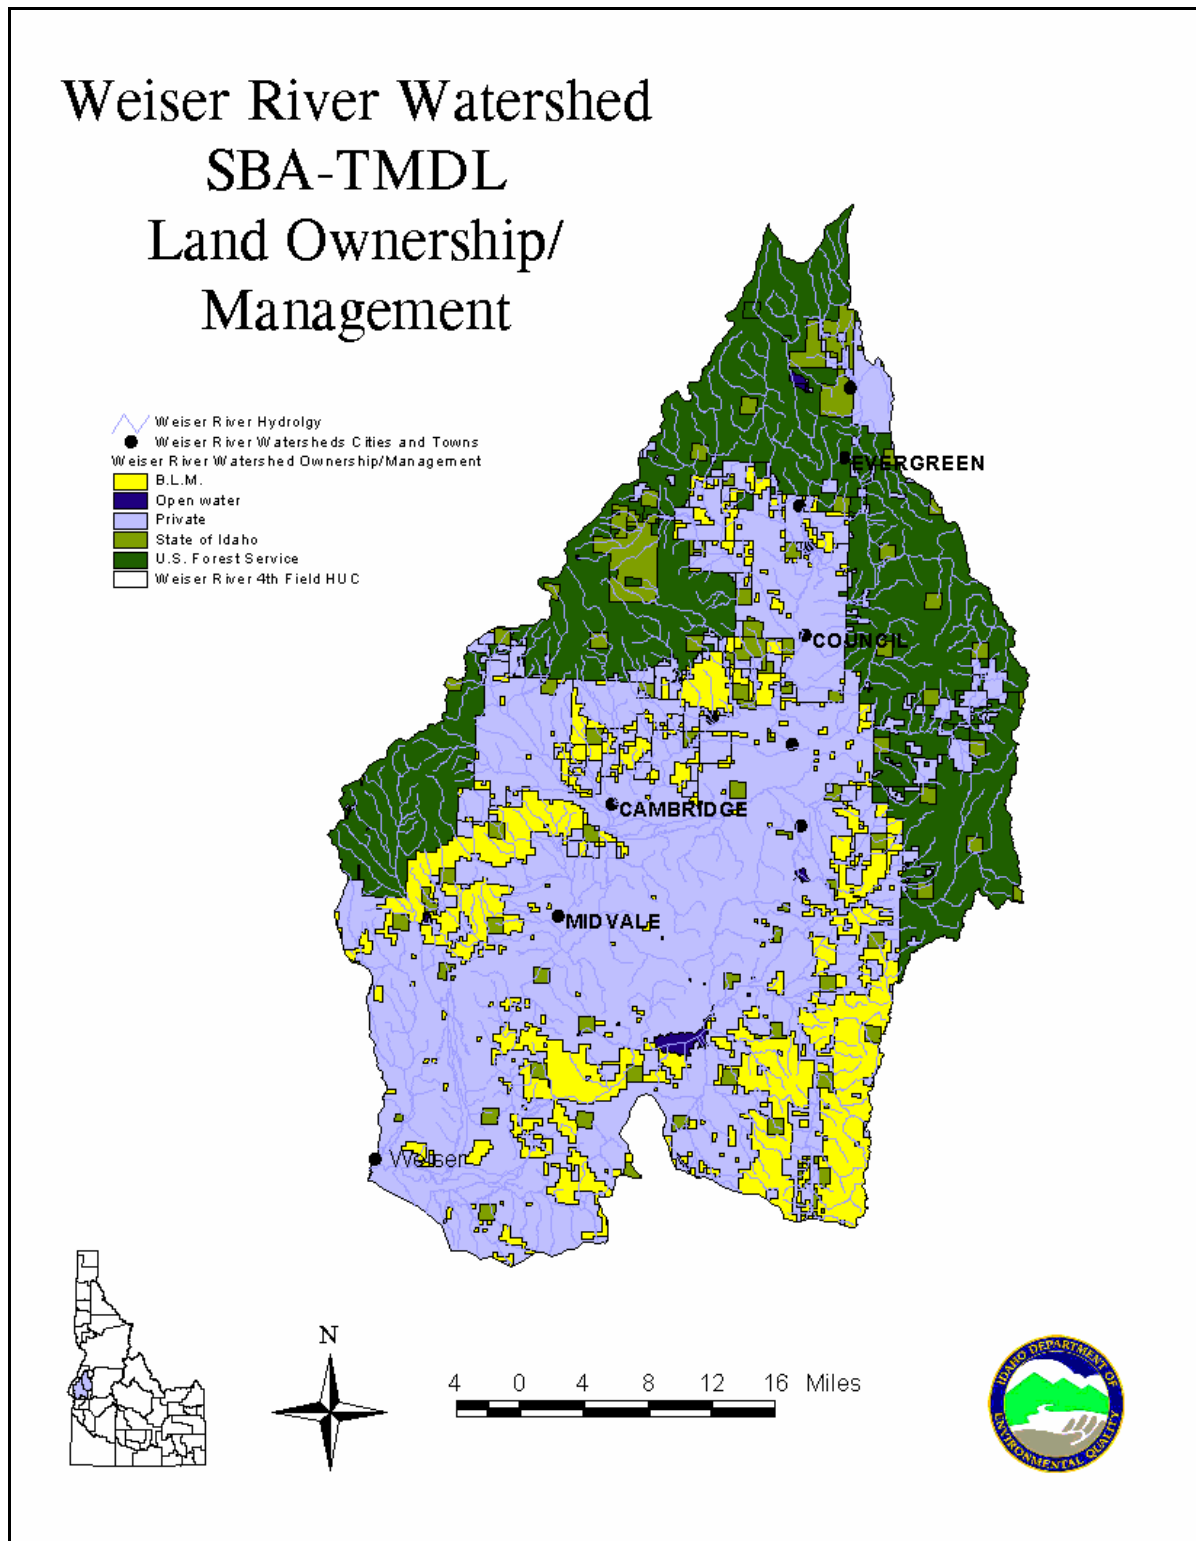 Weiser River Watershed
SBA-TMDL
Land Ownership/
Management
Weiser River Hydrolgy
Weiser River Watersheds Cities and Towns
Weiser River Watershed Ownership/Management
B.L.M.
Open water
Private
State of Idaho
U.S. Forest Service
Weiser River 4th Field HUC
EVERGREEN
COUNCIL
CAMBRIDGE
MIDVALE
Weiser
N
4 0 4 8 12 16 Miles
IDAHO DEPARTMENT OF
ENVIRONMENTAL QUALITY